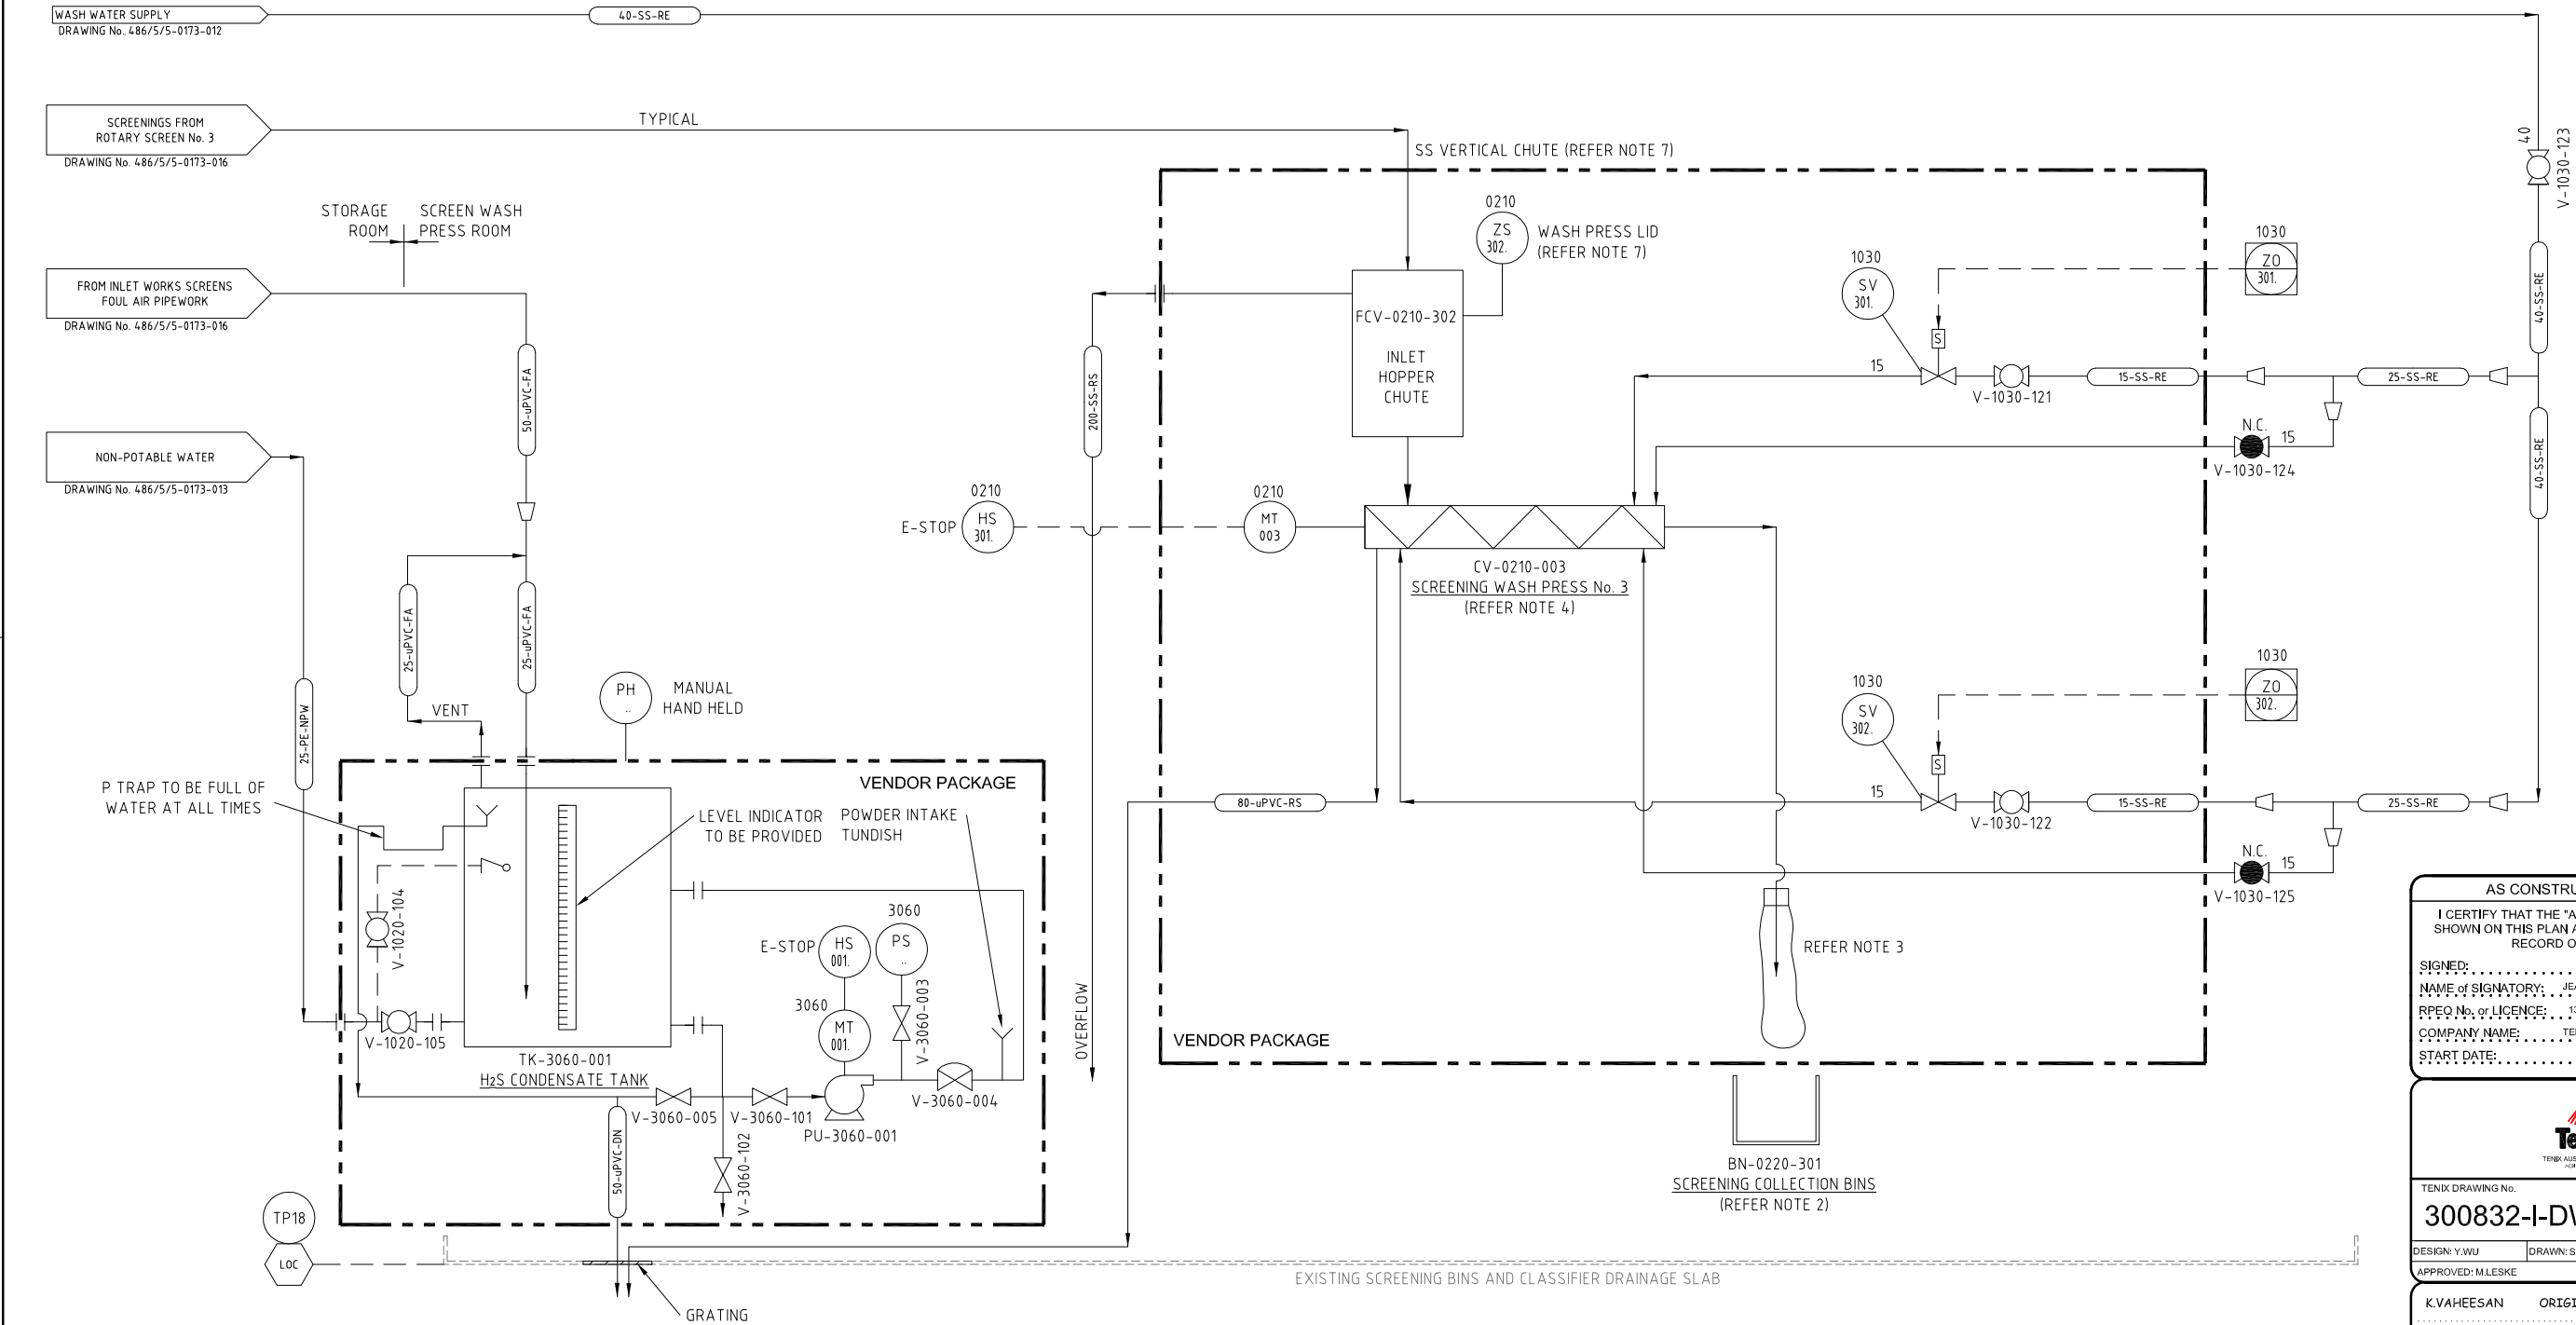 WASH WATER SUPPLY
DRAWING No. 486/5/5-0173-012
40-SS-RE
SCREENINGS FROM
ROTARY SCREEN No. 3
DRAWING No. 486/5/5-0173-016
TYPICAL
SS VERTICAL CHUTE (REFER NOTE 7)
40
V-1030-123
STORAGE
ROOM
SCREEN WASH
PRESS ROOM
FROM INLET WORKS SCREENS
FOUL AIR PIPEWORK
DRAWING No. 486/5/5-0173-016
NON-POTABLE WATER
DRAWING No. 486/5/5-0173-013
50-uPVC-FA
25-uPVC-FA
25-uPVC-FA
25-PE-NPW
VENT
PH
..
MANUAL
HAND HELD
P TRAP TO BE FULL OF
WATER AT ALL TIMES
VENDOR PACKAGE
LEVEL INDICATOR
TO BE PROVIDED
POWDER INTAKE
TUNDISH
V-1020-104
V-1020-105
TK-3060-001
H2S CONDENSATE TANK
E-STOP
HS
001.
3060
PS
..
V-3060-003
3060
MT
001.
V-3060-005
V-3060-101
PU-3060-001
V-3060-004
V-3060-102
50-uPVC-DN
TP18
LOC
GRATING
EXISTING SCREENING BINS AND CLASSIFIER DRAINAGE SLAB
200-SS-RS
OVERFLOW
0210
HS
301.
E-STOP
0210
MT
003
0210
ZS
302.
WASH PRESS LID
(REFER NOTE 7)
FCV-0210-302
INLET
HOPPER
CHUTE
CV-0210-003
SCREENING WASH PRESS No. 3
(REFER NOTE 4)
80-uPVC-RS
1030
SV
301.
S
15
V-1030-121
15-SS-RE
25-SS-RE
1030
ZO
301.
N.C.
15
V-1030-124
40-SS-RE
40-SS-RE
1030
SV
302.
S
15
V-1030-122
15-SS-RE
25-SS-RE
1030
ZO
302.
N.C.
15
V-1030-125
REFER NOTE 3
VENDOR PACKAGE
BN-0220-301
SCREENING COLLECTION BINS
(REFER NOTE 2)
AS CONSTRU
I CERTIFY THAT THE "A
SHOWN ON THIS PLAN A
RECORD O
SIGNED:
NAME of SIGNATORY: JEA
RPEQ No. or LICENCE: 13
COMPANY NAME: TEN
START DATE:
Te
TENIX AUS
TENIX DRAWING No.
300832-I-DW
DESIGN: Y.WU
DRAWN: S
APPROVED: M.LESKE
K.VAHEESAN
ORIGI